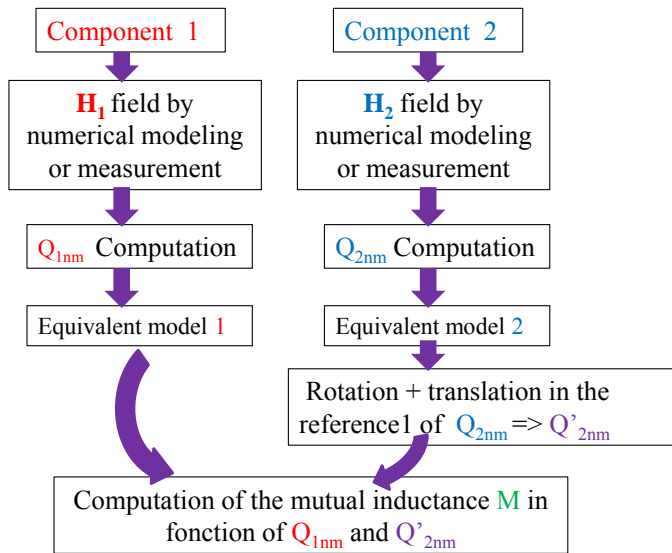 Component 1
H₁ field by
numerical modeling
or measurement
Q₁ₙₘ Computation
Equivalent model 1
Component 2
H₂ field by
numerical modeling
or measurement
Q₂ₙₘ Computation
Equivalent model 2
Rotation + translation in the
reference1 of Q₂ₙₘ => Q’₂ₙₘ
Computation of the mutual inductance M in
fonction of Q₁ₙₘ and Q’₂ₙₘ